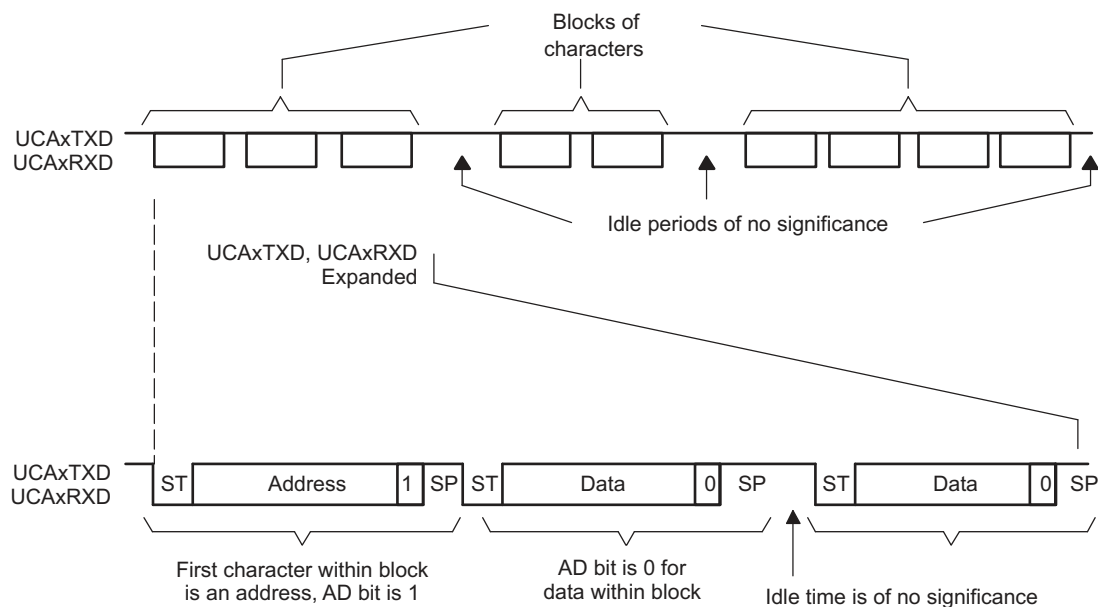 Blocks of
characters
UCAxTXD
UCAxRXD
Idle periods of no significance
UCAxTXD, UCAxRXD
Expanded
UCAxTXD
UCAxRXD
ST Address 1 SP ST Data 0 SP ST Data 0 SP
First character within block
is an address, AD bit is 1
AD bit is 0 for
data within block
Idle time is of no significance